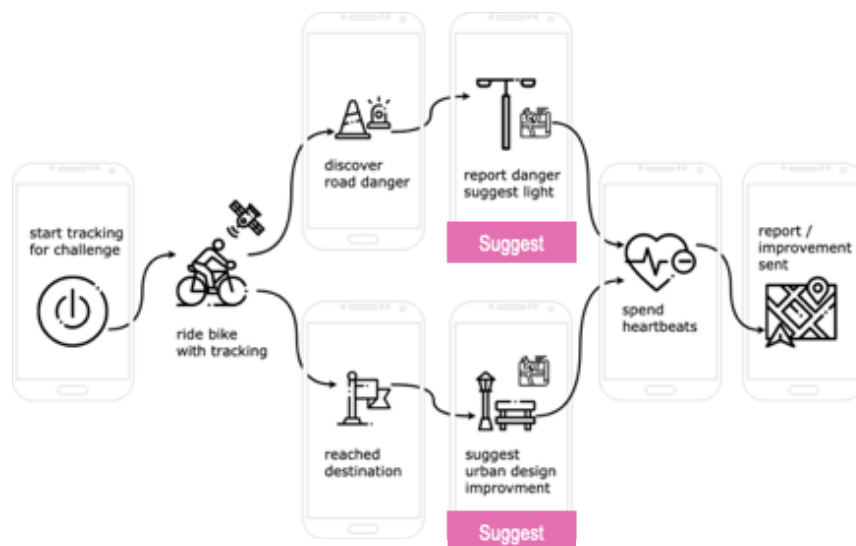 start tracking
for challenge
ride bike
with tracking
discover
road danger
report danger
suggest light
Suggest
reached
destination
suggest
urban design
improvment
Suggest
spend
heartbeats
report /
improvement
sent